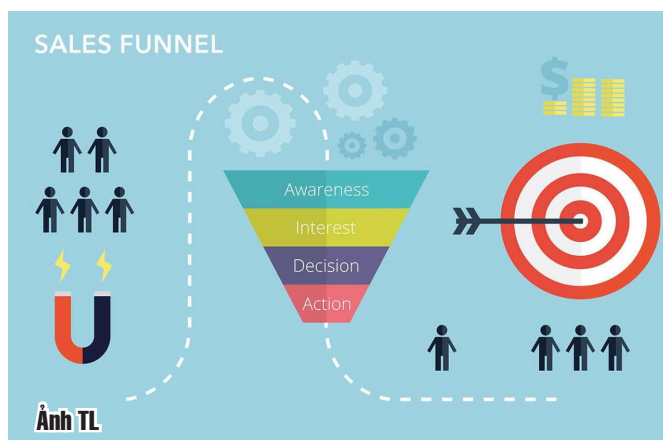 SALES FUNNEL
$
Awareness
Interest
Decision
Action
Ảnh TL